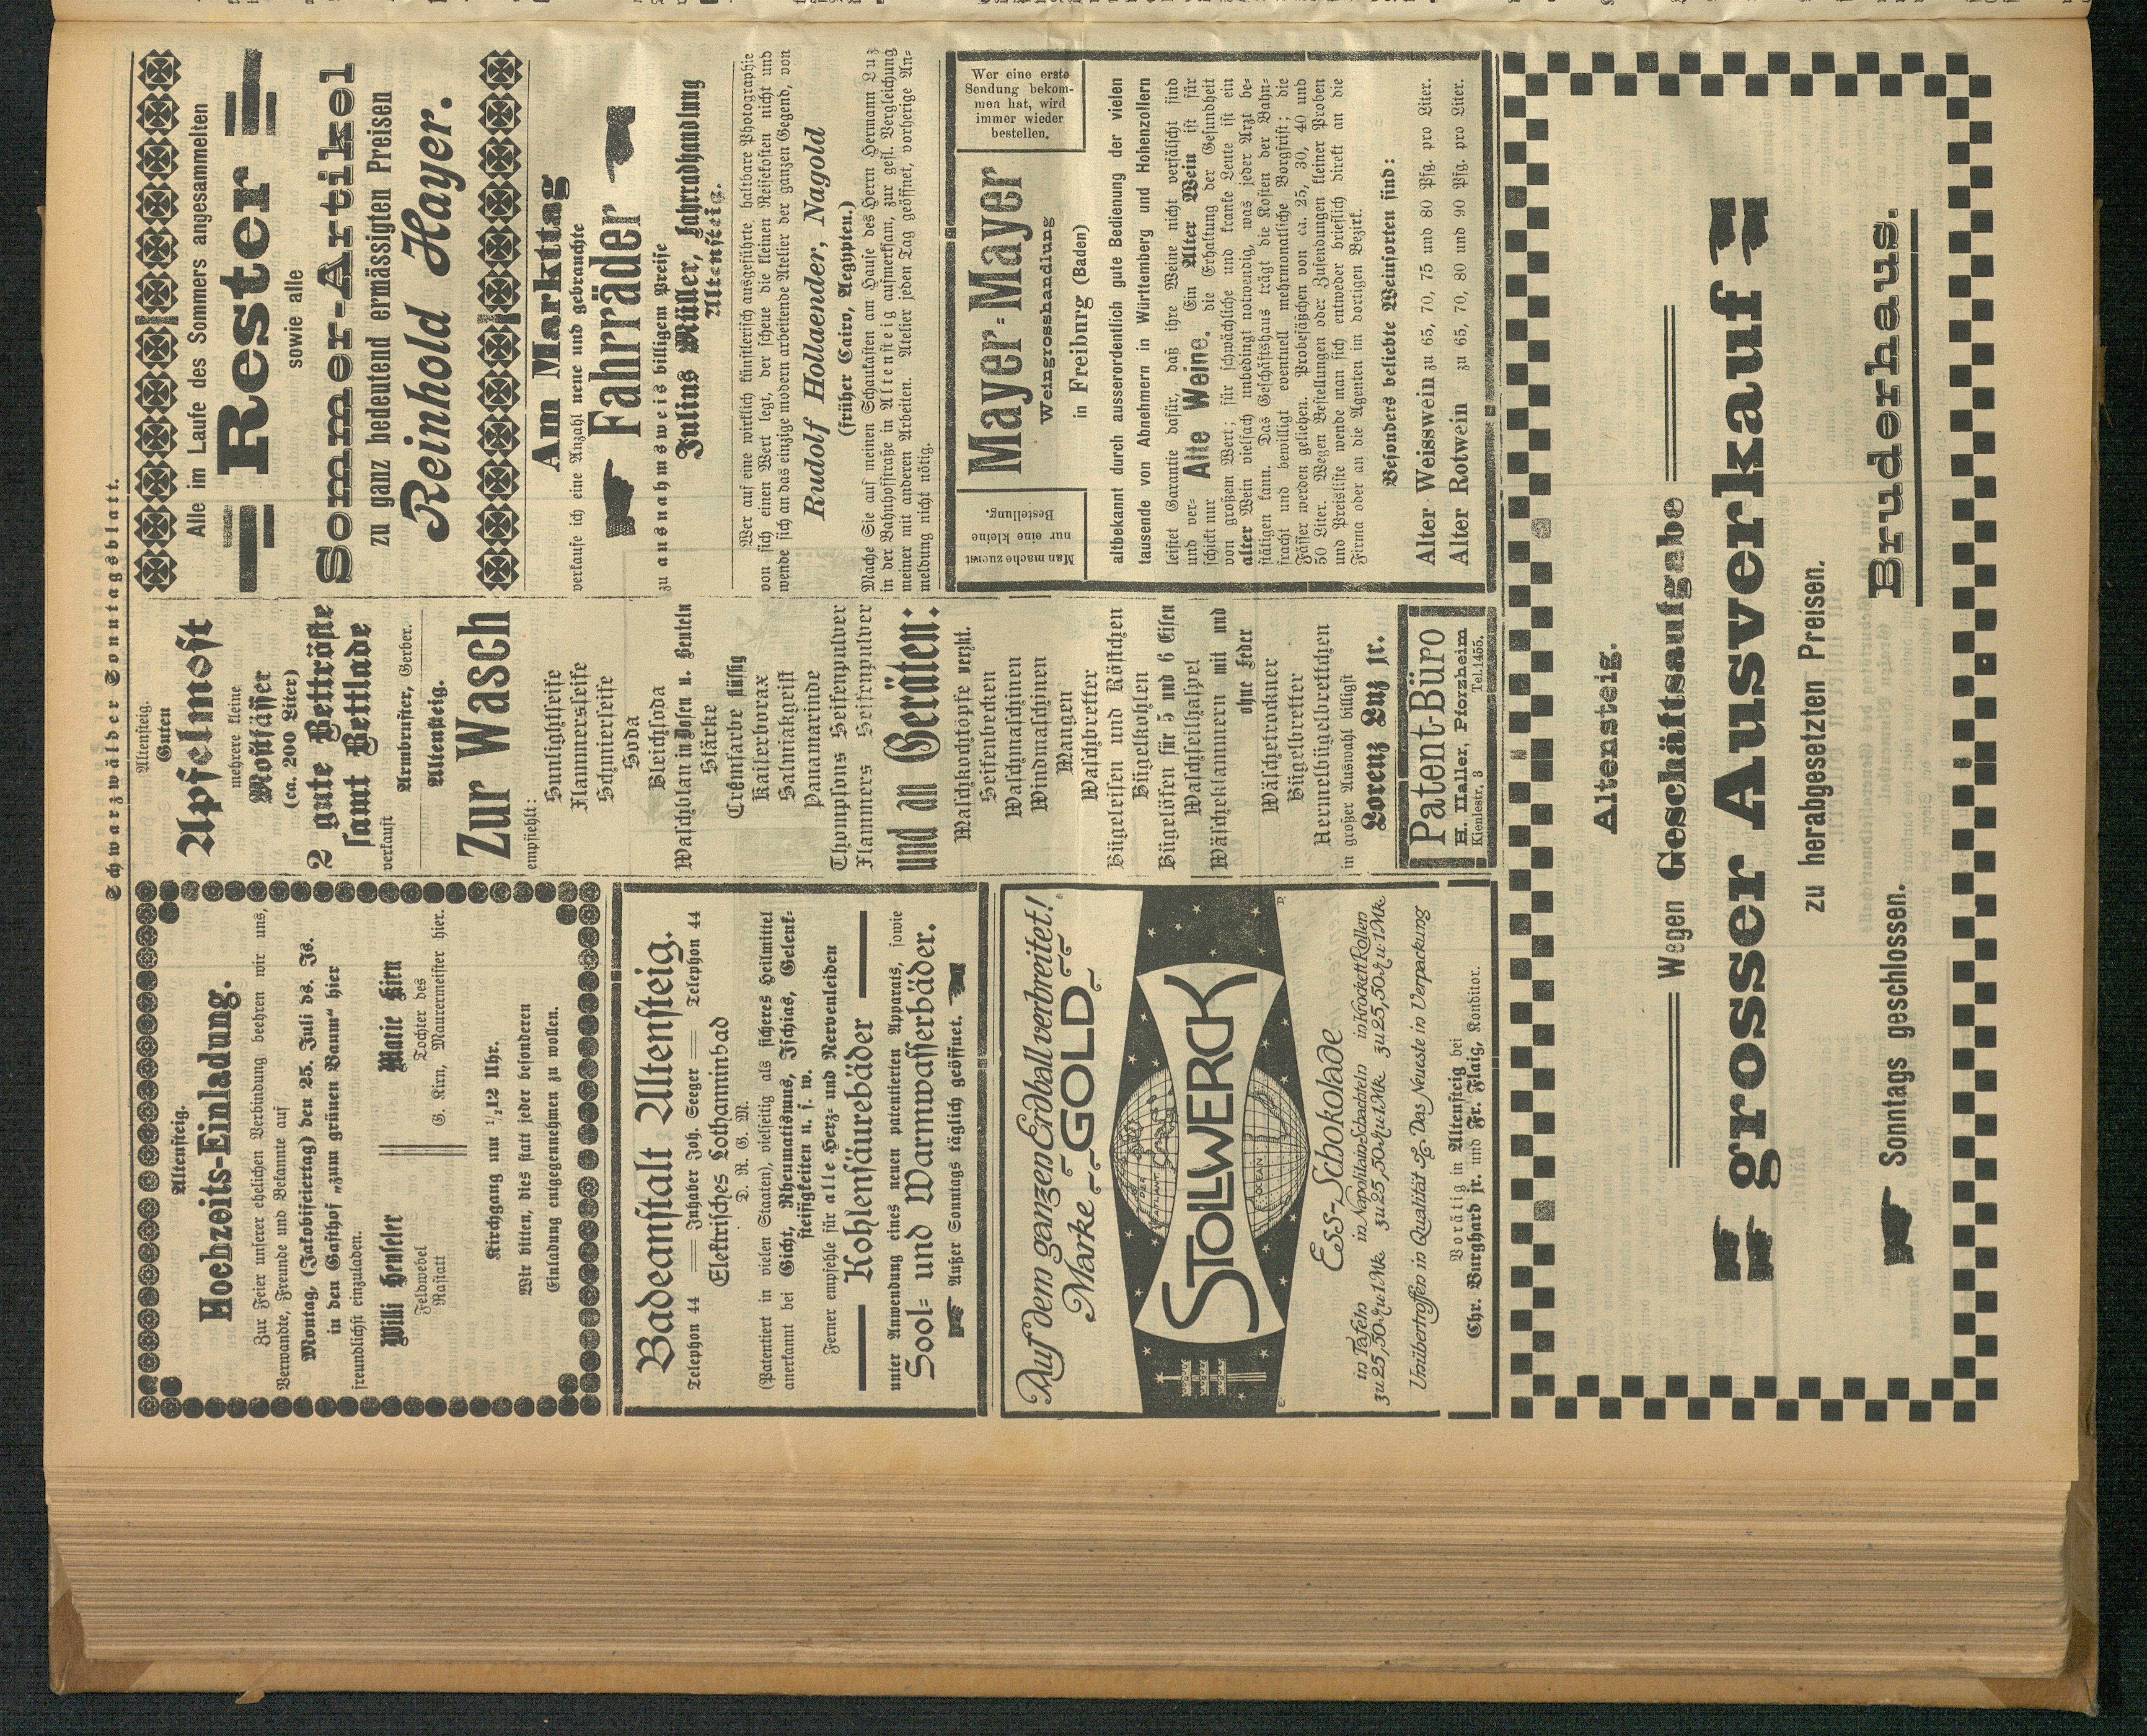 Schwarzwälder Sonntagsblatt.
Altensteig.
Hochzeits-Einladung.
Zur Feier unserer ehelichen Verbindung beehren wir uns,
Verwandte, Freunde und Bekannte auf
Montag, (Jakobifeiertag) den 25. Juli ds. Js.
in den Gasthof „zum grünen Baum“ hier
freundlichst einzuladen.
Willi Henseler
Feldwebel
Rastatt
Marie Kirn
Tochter des
G. Kirn, Maurermeister hier.
Kirchgang um ½12 Uhr.
Wir bitten, dies statt jeder besonderen
Einladung entgegennehmen zu wollen.
Badeanstalt Altensteig.
Telephon 44 Inhaber Joh. Seeger Telephon 44
Elektrisches Lothanninbad
D. R. G. M.
(Patentiert in vielen Staaten), vielseitig als sicheres Heilmittel
anerkannt bei Gicht, Rheumatismus, Ischias, Gelenk-
steifigkeiten u. s. w.
Ferner empfehle für alle Herz- und Nervenleiden
Kohlensäurebäder
unter Anwendung eines neuen patentierten Apparats, sowie
Sool- und Warmwasserbäder.
Außer Sonntags täglich geöffnet.
Auf dem ganzen Erdball verbreitet!
Marke GOLD
STOLLWERCK
Ess-Schokolade
in Tafeln in Napolitain-Schachteln in Krockett Rollen
zu 25, 50 ₰ u. 1 Mk. zu 25, 50 ₰ u. 1 Mk. zu 25, 50 ₰ u. 1 Mk.
Unübertroffen in Qualität & Das Neueste in Verpackung
Vorätig in Altensteig bei
Chr. Burghard jr. und Fr. Flaig, Konditor.
Altensteig.
Guten
Apfelmost
mehrere kleine
Mostfässer
(ca. 200 Liter)
2 gute Bettröste
samt Bettlade
verkauft
Armbruster, Gerber.
Altensteig.
Zur Wasch
empfiehlt:
Sunlightseife
Flammerseife
Schmierseife
Soda
Bleichsoda
Waschblau in Dosen u. Beuteln
Stärke
Crêmefarbe flüssig
Kaiserborax
Salmiakgeist
Panamarinde
Thompsons Seifenpulver
Flammers Seifenpulver
und an Geräten:
Waschkochtöpfe verzkt.
Seifenbecken
Waschmaschinen
Windmaschinen
Mangen
Waschbretter
Bügeleisen und Röstchen
Bügelkohlen
Bügelöfen für 5 und 6 Eisen
Waschseilhaspel
Wäscheklammern mit und
ohne Feder
Wäschetrockner
Bügelbretter
Hermelbügelbrettchen
in großer Auswahl billigst
Lorenz Luz jr.
Patent-Büro
H. Haller, Pforzheim
Kienlestr. 3 Tel. 1455.
Alle im Laufe des Sommers angesammelten
Rester
sowie alle
Sommer-Artikel
zu ganz bedeutend ermässigten Preisen
Reinhold Hayer.
Am Markttag
verkaufe ich eine Anzahl neue und gebrauchte
Fahrräder
zu ausnahmsweis billigem Preise
Julius Müller, Fahrradhandlung
Altensteig.
Wer auf eine wirklich künstlerisch ausgeführte, haltbare Photographie
von sich einen Wert legt, der schene die kleinen Reisekosten nicht und
wende sich an das einzige modern arbeitende Atelier der ganzen Gegend, von
Rudolf Hollaender, Nagold
(früher Cairo, Aegypten.)
Mache Sie auf meinen Schaukasten am Hause des Herrn Hermann Luz
in der Bahnhofstraße in Altensteig aufmerksam, zur gefl. Vergleichung
meiner mit anderen Arbeiten. Atelier jeden Tag geöffnet, vorherige An-
meldung nicht nötig.
Man mache zuerst
nur eine kleine
Bestellung.
Mayer-Mayer
Weingrosshandlung
in Freiburg (Baden)
Wer eine erste
Sendung bekom-
men hat, wird
immer wieder
bestellen.
altbekannt durch ausserordentlich gute Bedienung der vielen
tausende von Abnehmern in Württemberg und Hohenzollern
leistet Garantie dafür, daß ihre Weine nicht verfälscht sind
und ver-schickt nur Alte Weine. Ein Alter Wein ist für
die Erhaltung der Gesundheit
von großem Wert; für schwächliche und kranke Leute ist ein
alter Wein vielfach unbedingt notwendig, was jeder Arzt be-
stätigen kann. Das Geschäftshaus trägt die Kosten der Bahn-
fracht und bewilligt eventuell mehrmonatliche Borgfrist; die
Fässer werden geliehen. Probefäßchen von ca. 25, 30, 40 und
50 Liter. Wegen Bestellungen oder Zusendungen kleiner Proben
und Preisliste wende man sich entweder brieflich direkt an die
Firma oder an die Agenten im dortigen Bezirk.
Besonders beliebte Weinsorten sind:
Alter Weisswein zu 65, 70, 75 und 80 Pfg. pro Liter.
Alter Rotwein zu 65, 70, 80 und 90 Pfg. pro Liter.
Altensteig.
Wegen Geschäftsaufgabe
grosser Ausverkauf
zu herabgesetzten Preisen.
Sonntags geschlossen.
Bruderhaus.